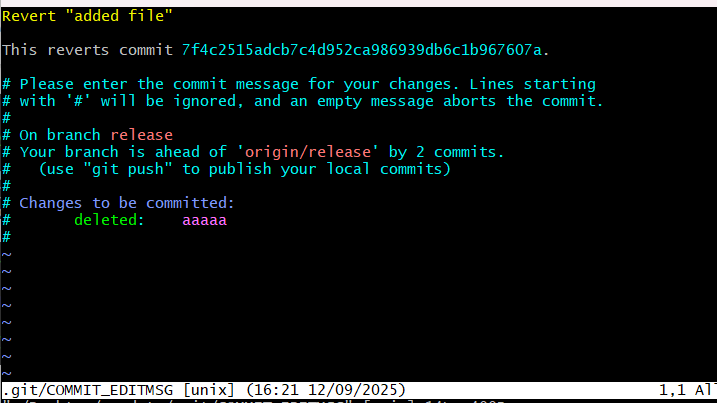 Revert "added file"
This reverts commit 7f4c2515adcb7c4d952ca986939db6c1b967607a.
# Please enter the commit message for your changes. Lines starting
# with '#' will be ignored, and an empty message aborts the commit.
#
# On branch release
# Your branch is ahead of 'origin/release' by 2 commits.
#   (use "git push" to publish your local commits)
#
# Changes to be committed:
#       deleted:    aaaaa
#
~
~
~
~
~
~
~
~
.git/COMMIT_EDITMSG [unix] (16:21 12/09/2025) 1,1 Al